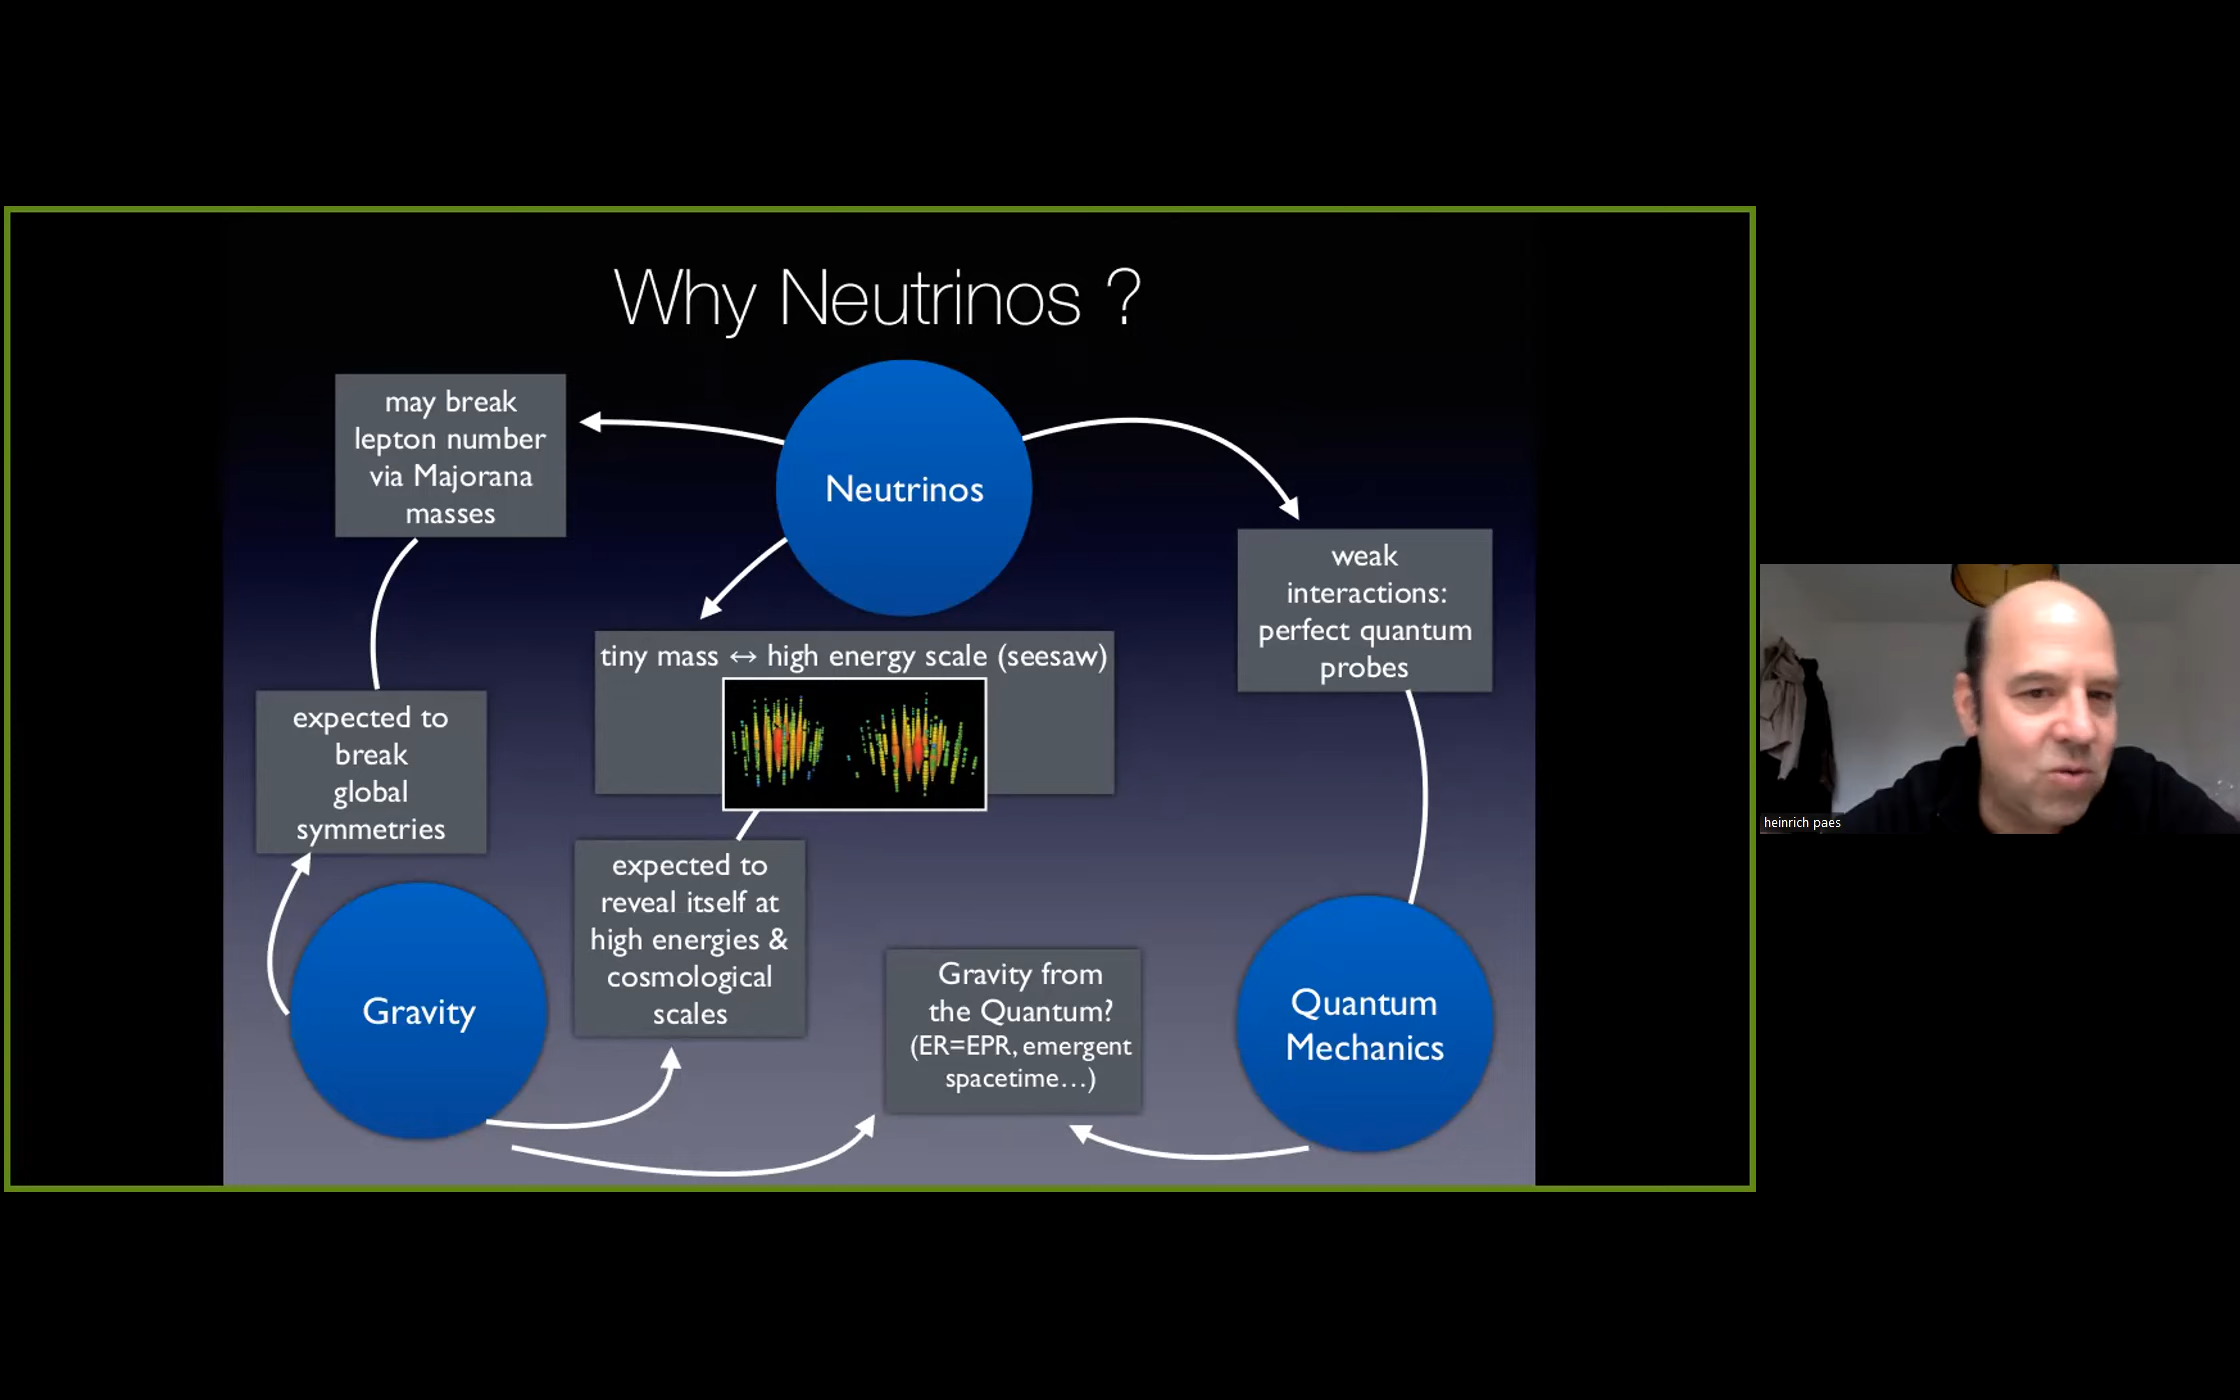 Why Neutrinos ?
may break
lepton number
via Majorana
masses
Neutrinos
weak
interactions:
perfect quantum
probes
tiny mass ↔ high energy scale (seesaw)
expected to
break
global
symmetries
expected to
reveal itself at
high energies &
cosmological
scales
Gravity from
the Quantum?
(ER=EPR, emergent
spacetime…)
Gravity
Quantum
Mechanics
heinrich paes